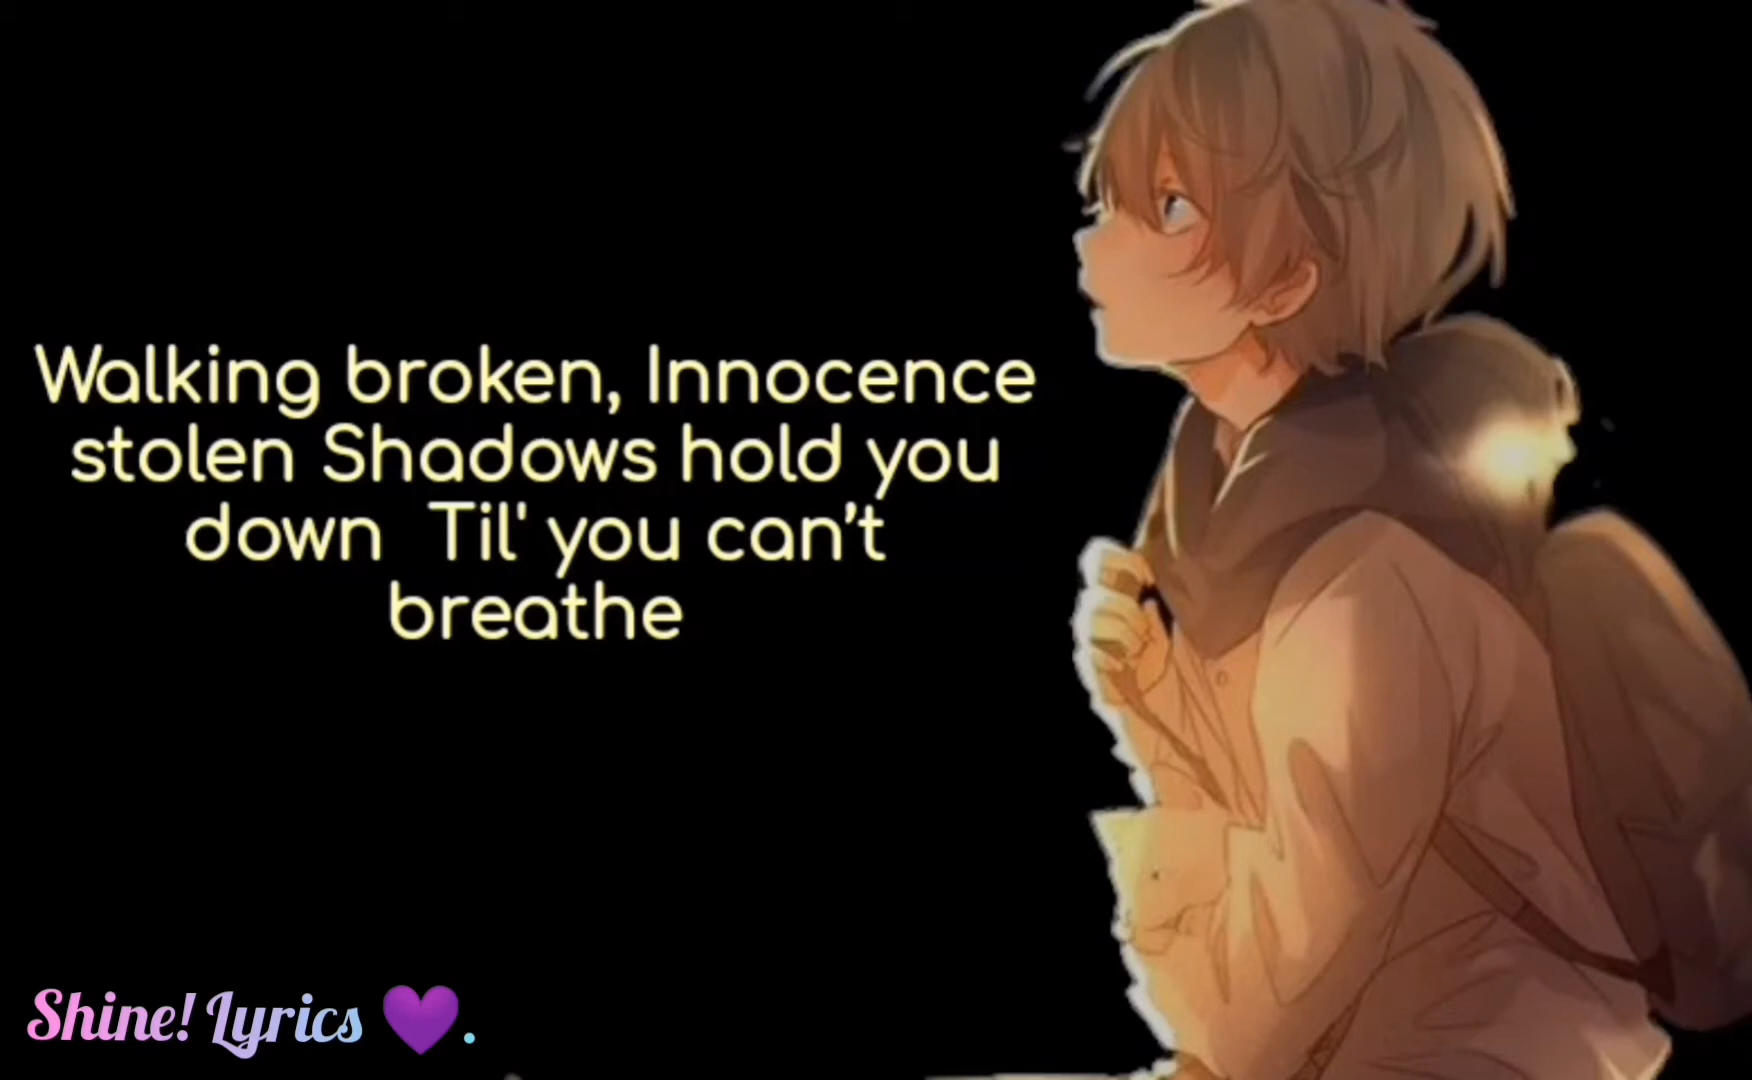 Walking broken, Innocence
stolen Shadows hold you
down  Til' you can’t
breathe
Shine! Lyrics 💜.